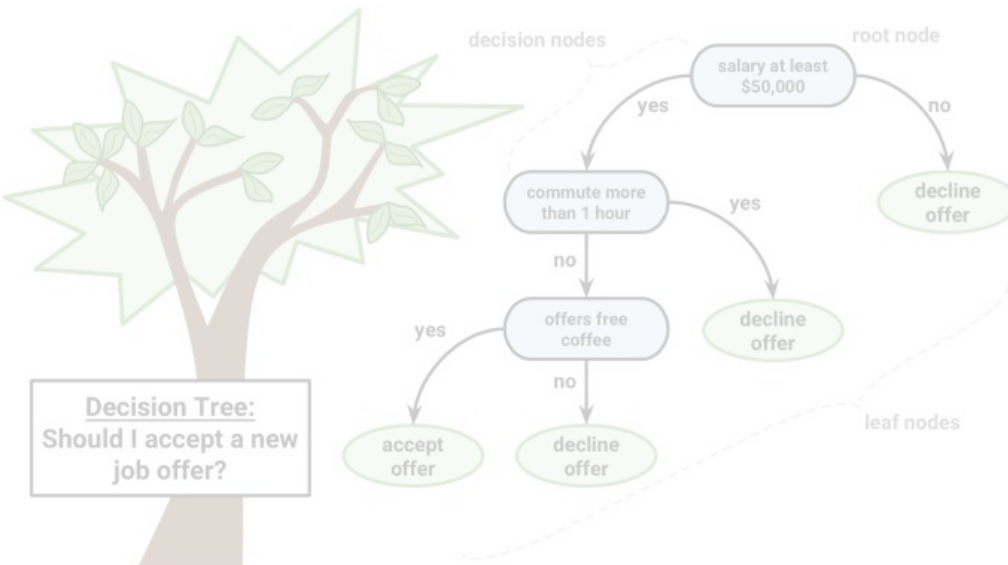 decision nodes
root node
salary at least
$50,000
yes
no
commute more
than 1 hour
yes
decline
offer
no
offers free
coffee
decline
offer
yes
no
Decision Tree:
Should I accept a new
job offer?
accept
offer
decline
offer
leaf nodes